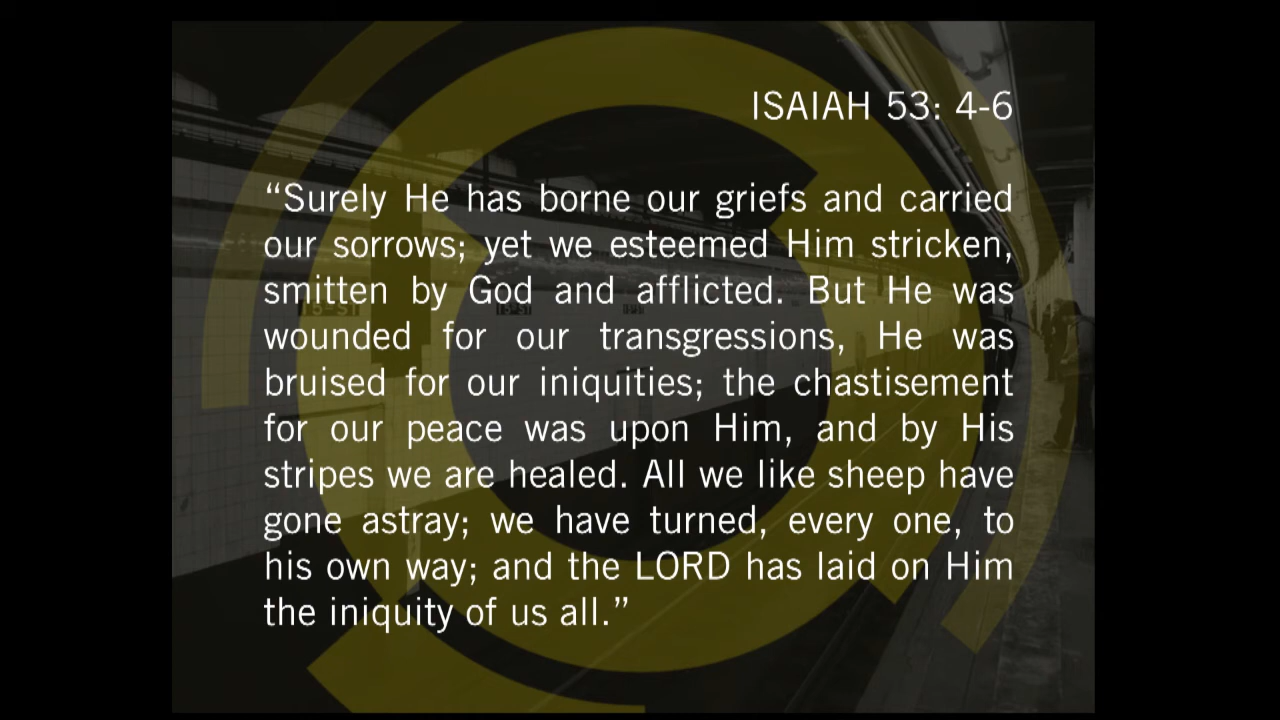 ISAIAH 53: 4-6
“Surely He has borne our griefs and carried
our sorrows; yet we esteemed Him stricken,
smitten by God and afflicted. But He was
wounded for our transgressions, He was
bruised for our iniquities; the chastisement
for our peace was upon Him, and by His
stripes we are healed. All we like sheep have
gone astray; we have turned, every one, to
his own way; and the LORD has laid on Him
the iniquity of us all.”